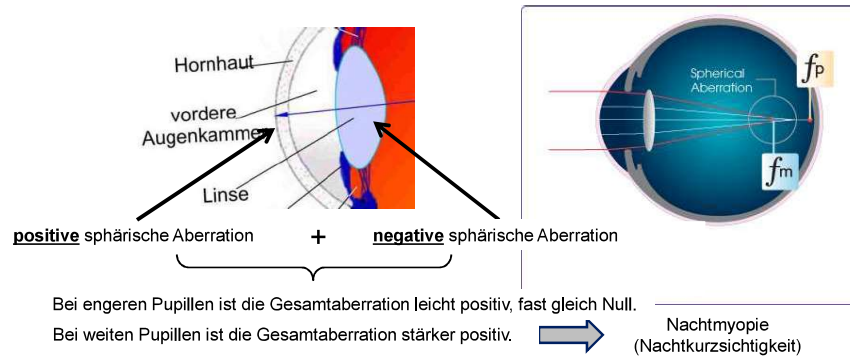 Hornhaut
vordere
Augenkammer
Linse
Spherical
Aberration
fp
fm
positive sphärische Aberration + negative sphärische Aberration
Bei engeren Pupillen ist die Gesamtaberration leicht positiv, fast gleich Null.
Bei weiten Pupillen ist die Gesamtaberration stärker positiv.
Nachtmyopie
(Nachtkurzsichtigkeit)